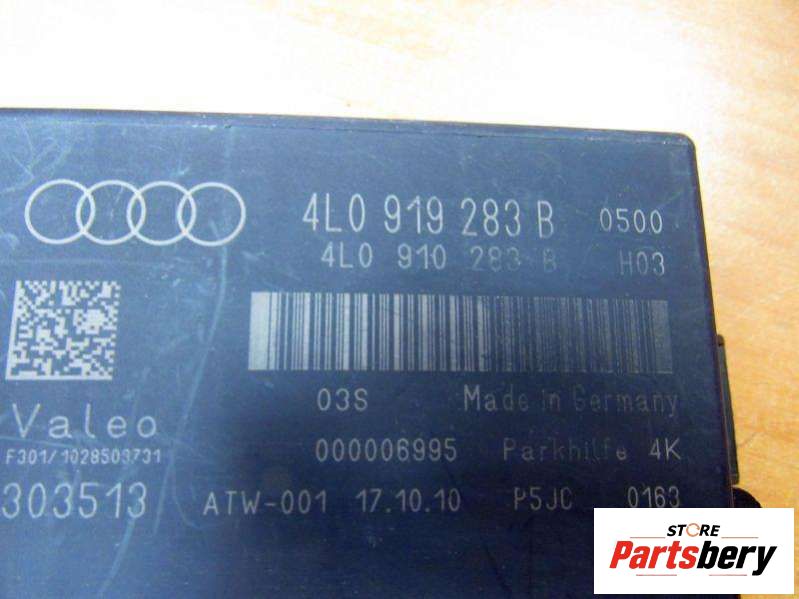 4L0 919 283 B 0500
4L0 910 283 B H03
03S Made in Germany
Valeo
F301/1028509731
000006995 Parkhilfe 4K
303513
ATW-001 17.10.10 P5JC 0163
STORE
Partsbery